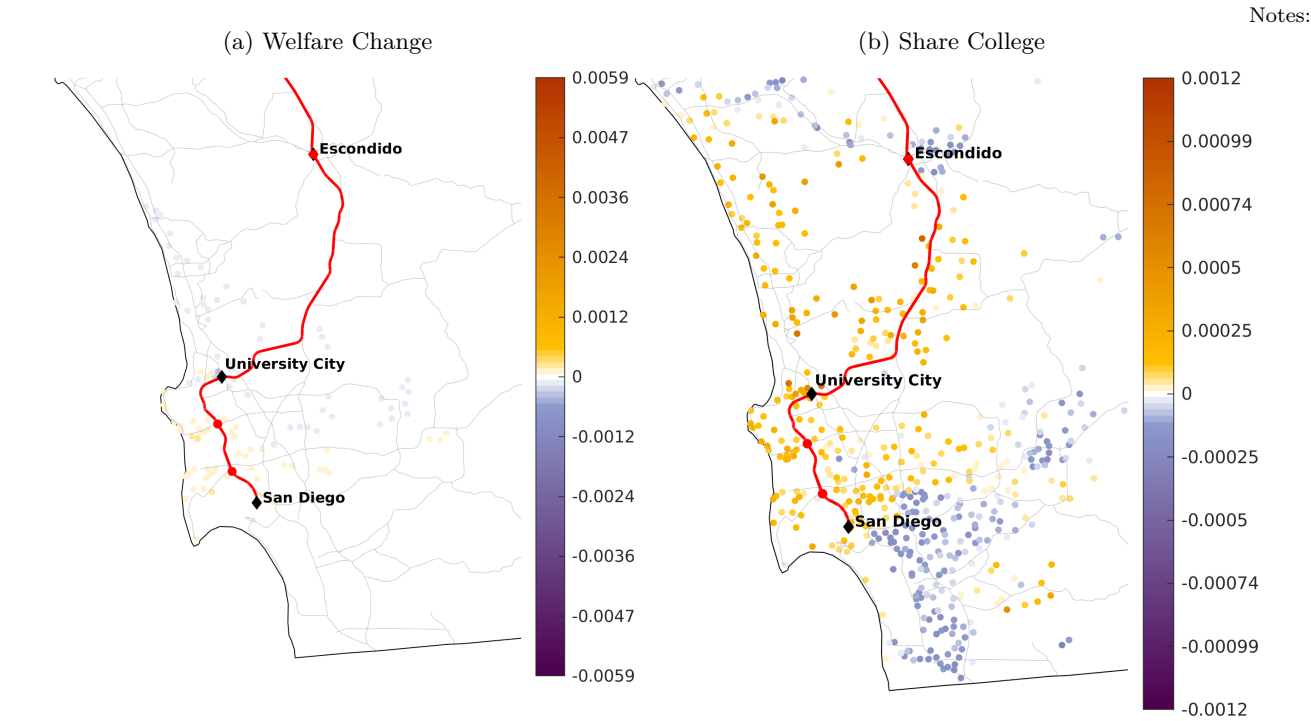 Notes:
(a) Welfare Change
(b) Share College
Escondido
University City
San Diego
0.0059
0.0047
0.0036
0.0024
0.0012
0
-0.0012
-0.0024
-0.0036
-0.0047
-0.0059
Escondido
University City
San Diego
0.0012
0.00099
0.00074
0.0005
0.00025
0
-0.00025
-0.0005
-0.00074
-0.00099
-0.0012